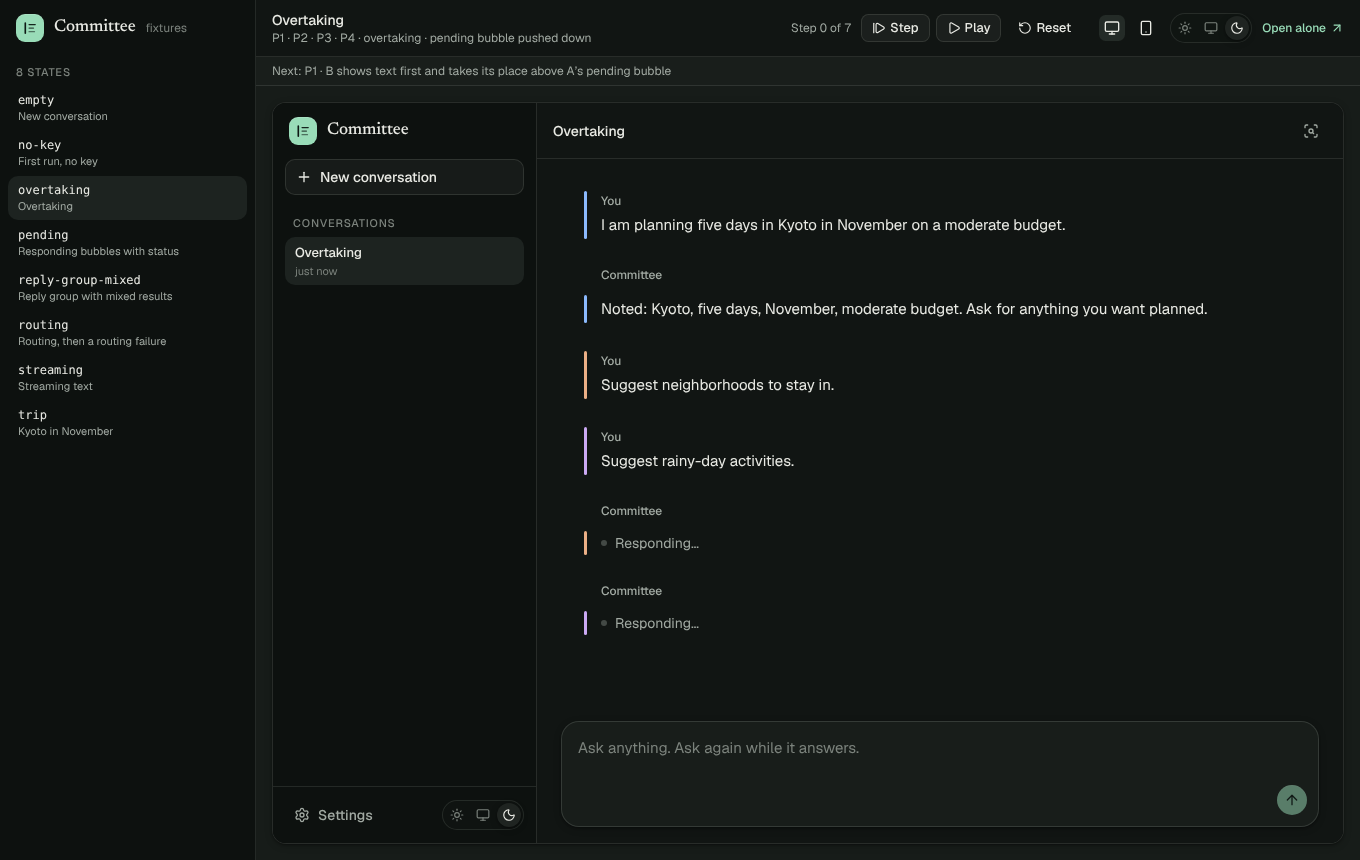 Committee fixtures
8 STATES
empty
New conversation
no-key
First run, no key
overtaking
Overtaking
pending
Responding bubbles with status
reply-group-mixed
Reply group with mixed results
routing
Routing, then a routing failure
streaming
Streaming text
trip
Kyoto in November
Overtaking
P1 · P2 · P3 · P4 · overtaking · pending bubble pushed down
Step 0 of 7
Step
Play
Reset
Open alone
Next: P1 · B shows text first and takes its place above A's pending bubble
Committee
New conversation
CONVERSATIONS
Overtaking
just now
Settings
Overtaking
You
I am planning five days in Kyoto in November on a moderate budget.
Committee
Noted: Kyoto, five days, November, moderate budget. Ask for anything you want planned.
You
Suggest neighborhoods to stay in.
You
Suggest rainy-day activities.
Committee
Responding…
Committee
Responding…
Ask anything. Ask again while it answers.